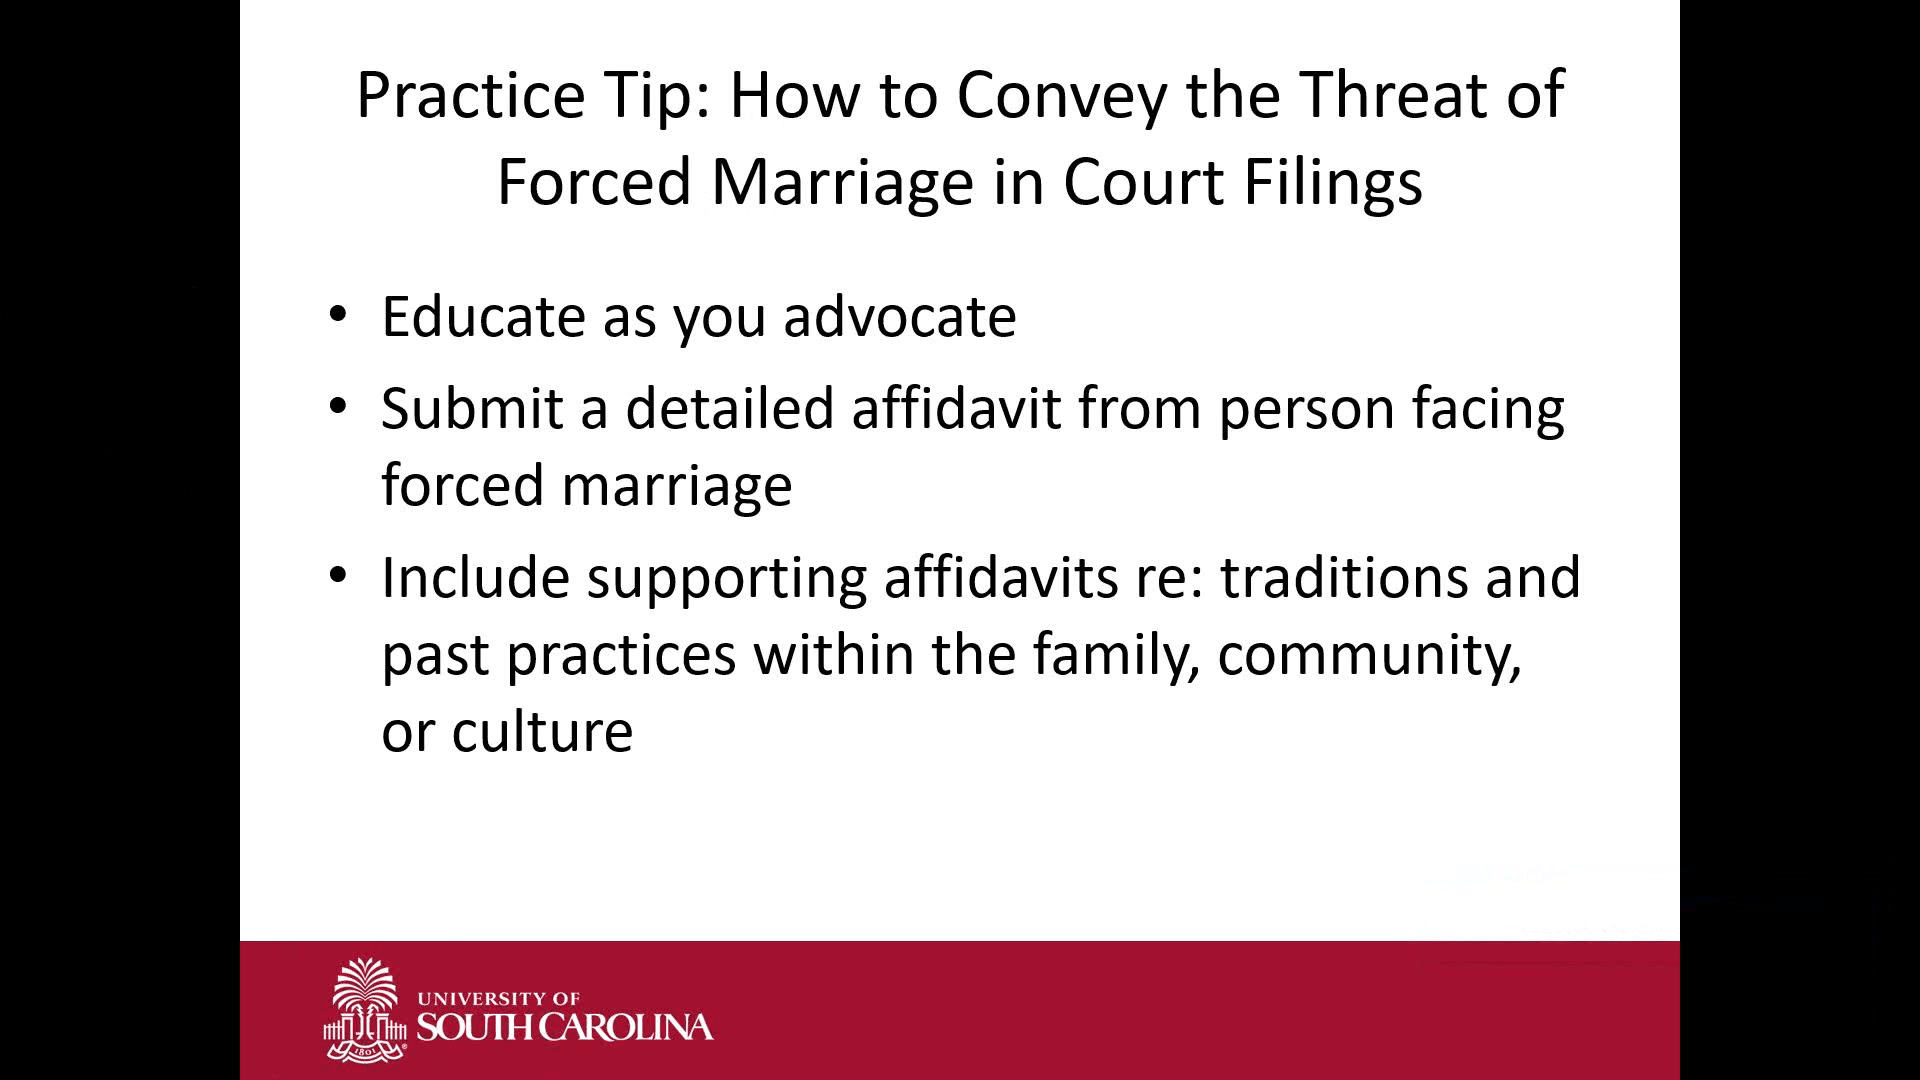 Practice Tip: How to Convey the Threat of
Forced Marriage in Court Filings
• Educate as you advocate
• Submit a detailed affidavit from person facing
forced marriage
• Include supporting affidavits re: traditions and
past practices within the family, community,
or culture
1801
UNIVERSITY OF
SOUTH CAROLINA